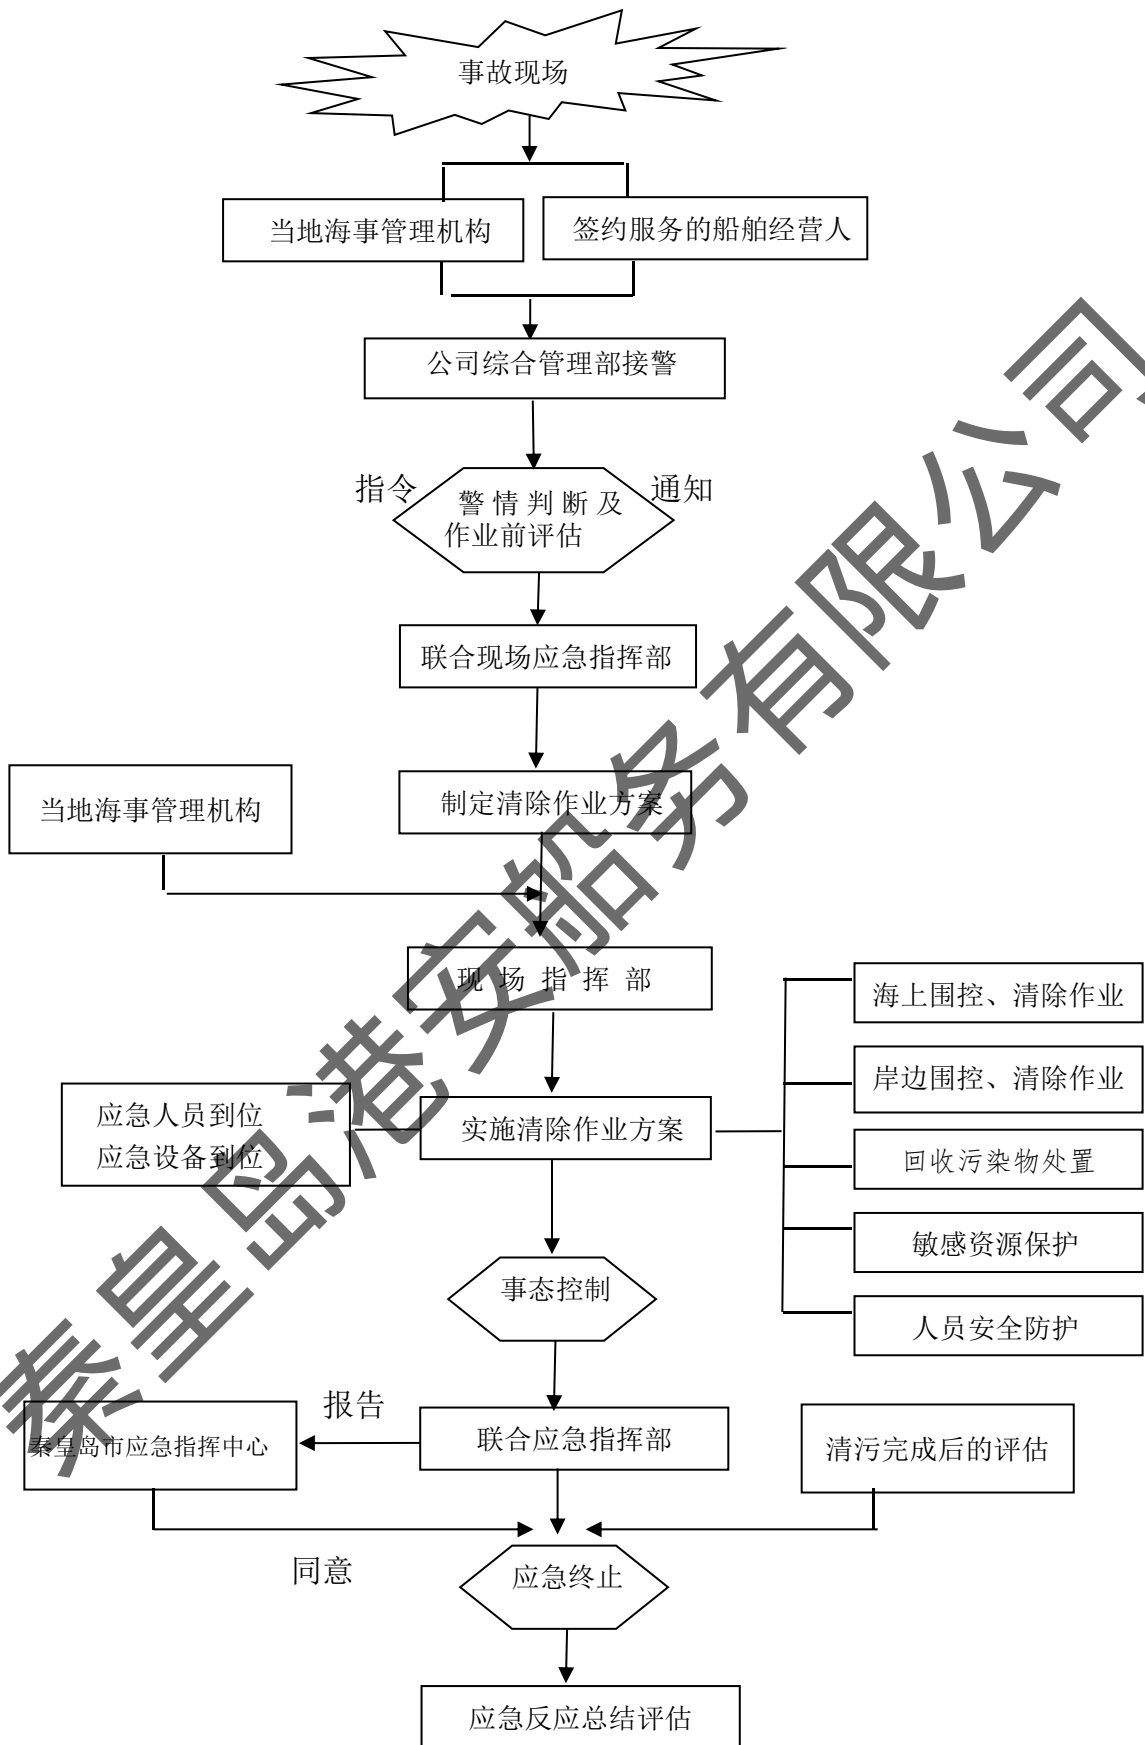 事故现场
当地海事管理机构
签约服务的船舶经营人
公司综合管理部接警
指令
警情判断及
作业前评估
通知
联合现场应急指挥部
当地海事管理机构
制定清除作业方案
现场指挥部
海上围控、清除作业
岸边围控、清除作业
应急人员到位
应急设备到位
实施清除作业方案
回收污染物处置
敏感资源保护
事态控制
人员安全防护
报告
秦皇岛市应急指挥中心
联合应急指挥部
清污完成后的评估
同意
应急终止
应急反应总结评估
秦皇岛港安船务有限公司